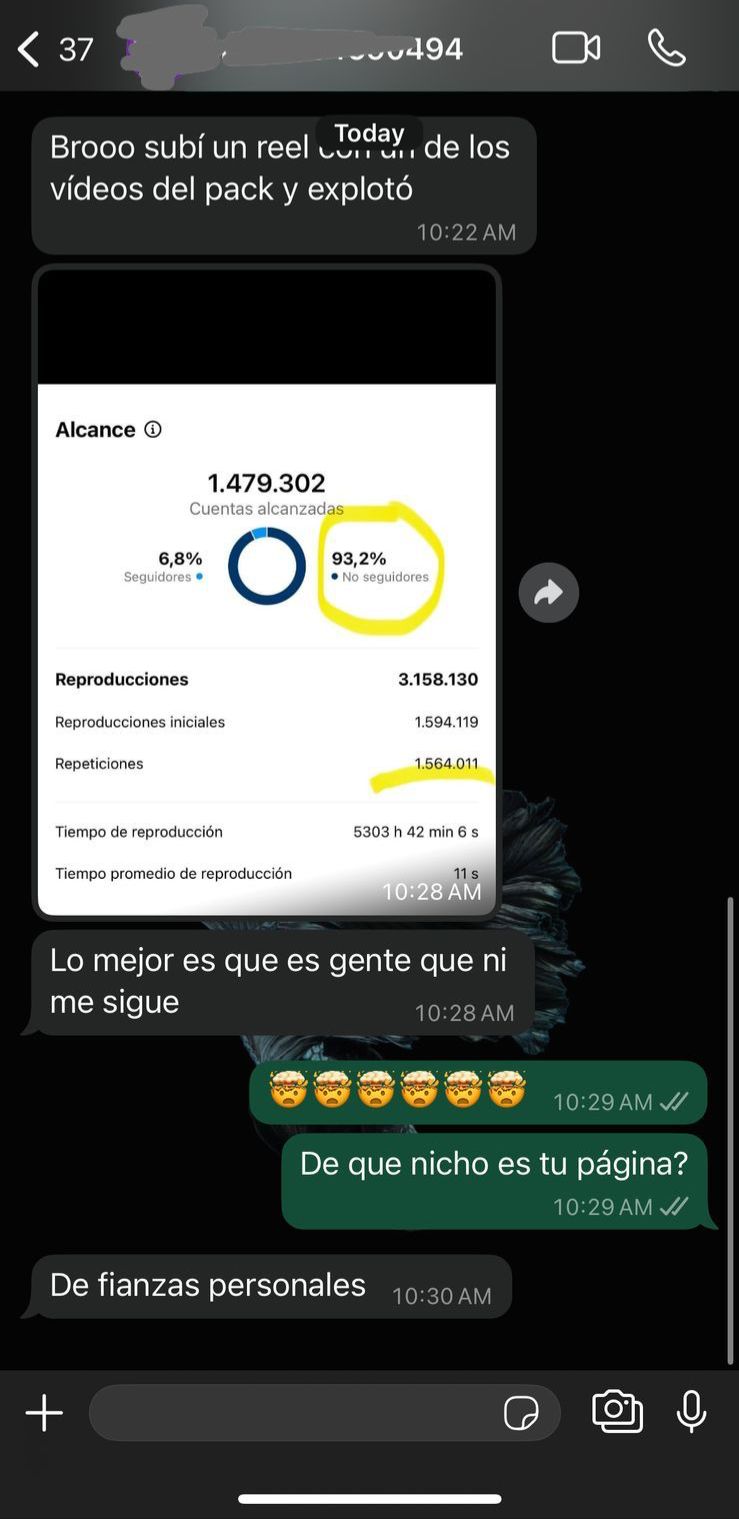 37
494
Today
Brooo subí un reel con un de los
vídeos del pack y explotó
10:22 AM
Alcance
1.479.302
Cuentas alcanzadas
6,8%
Seguidores
93,2%
No seguidores
Reproducciones
3.158.130
Reproducciones iniciales
1.594.119
Repeticiones
1.564.011
Tiempo de reproducción
5303 h 42 min 6 s
Tiempo promedio de reproducción
11 s
10:28 AM
Lo mejor es que es gente que ni
me sigue
10:28 AM
🤯🤯🤯🤯🤯🤯
10:29 AM
De que nicho es tu página?
10:29 AM
De fianzas personales
10:30 AM